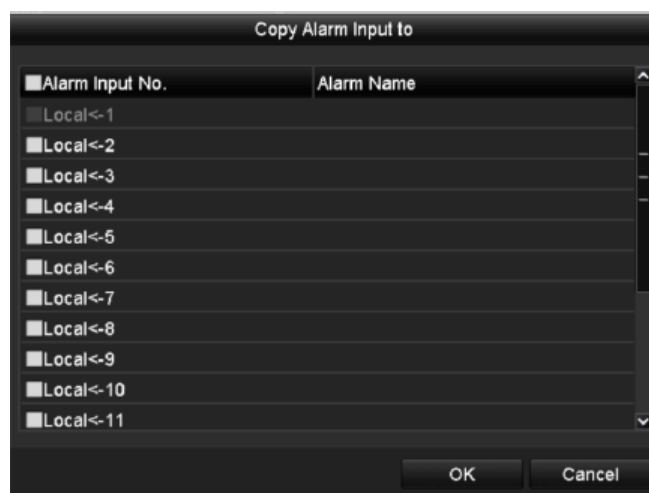 Copy Alarm Input to
Alarm Input No. Alarm Name
Local<-1
Local<-2
Local<-3
Local<-4
Local<-5
Local<-6
Local<-7
Local<-8
Local<-9
Local<-10
Local<-11
OK Cancel